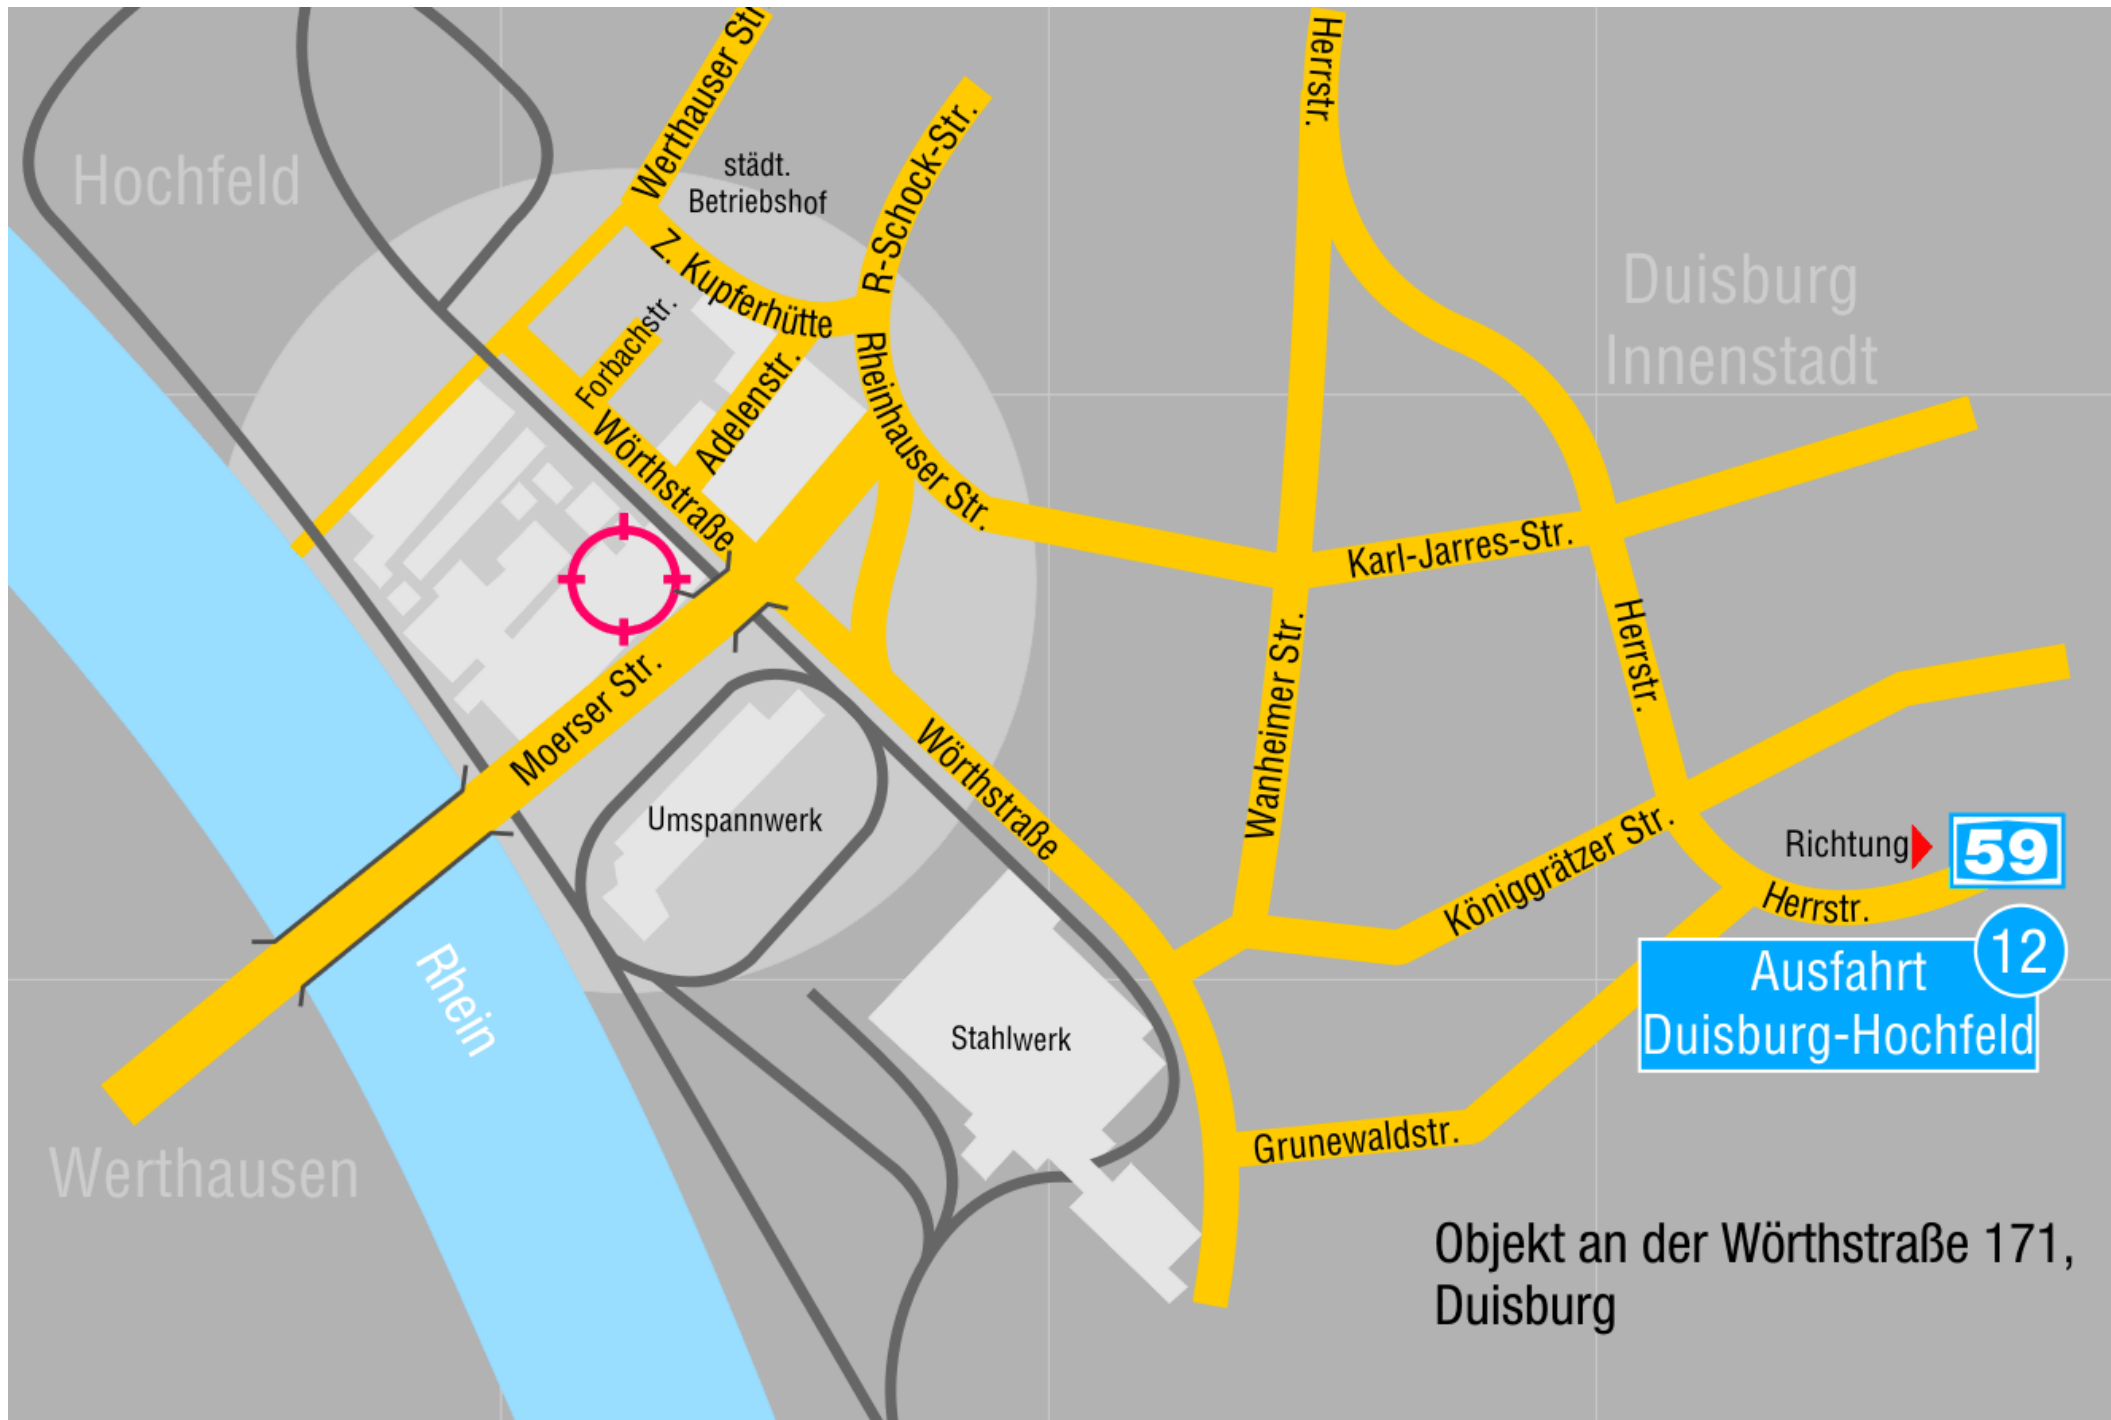 Werthauser Str
Herrstr.
Hochfeld
städt.
Betriebshof
R-Schock-Str.
Z. Kupferhütte
Forbachstr.
Adelenstr.
Rheinhauser Str.
Duisburg
Innenstadt
Wörthstraße
Karl-Jarres-Str.
Herrstr.
Moerser Str.
Wanheimer Str.
Wörthstraße
Umspannwerk
Königgrätzer Str.
Richtung
59
Herrstr.
12
Ausfahrt
Duisburg-Hochfeld
Rhein
Stahlwerk
Grunewaldstr.
Werthausen
Objekt an der Wörthstraße 171,
Duisburg